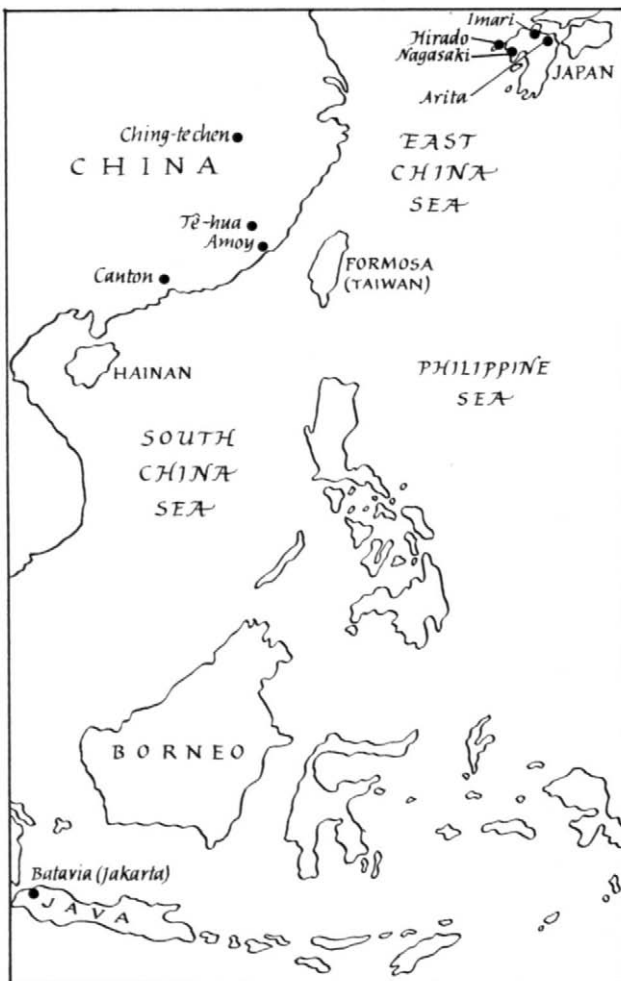 Imari
Hirado
Nagasaki
JAPAN
Arita
Ching-te chen
CHINA
EAST
CHINA
SEA
Tê-hua
Amoy
Canton
FORMOSA
(TAIWAN)
HAINAN
PHILIPPINE
SEA
SOUTH
CHINA
SEA
BORNEO
Batavia (Jakarta)
JAVA